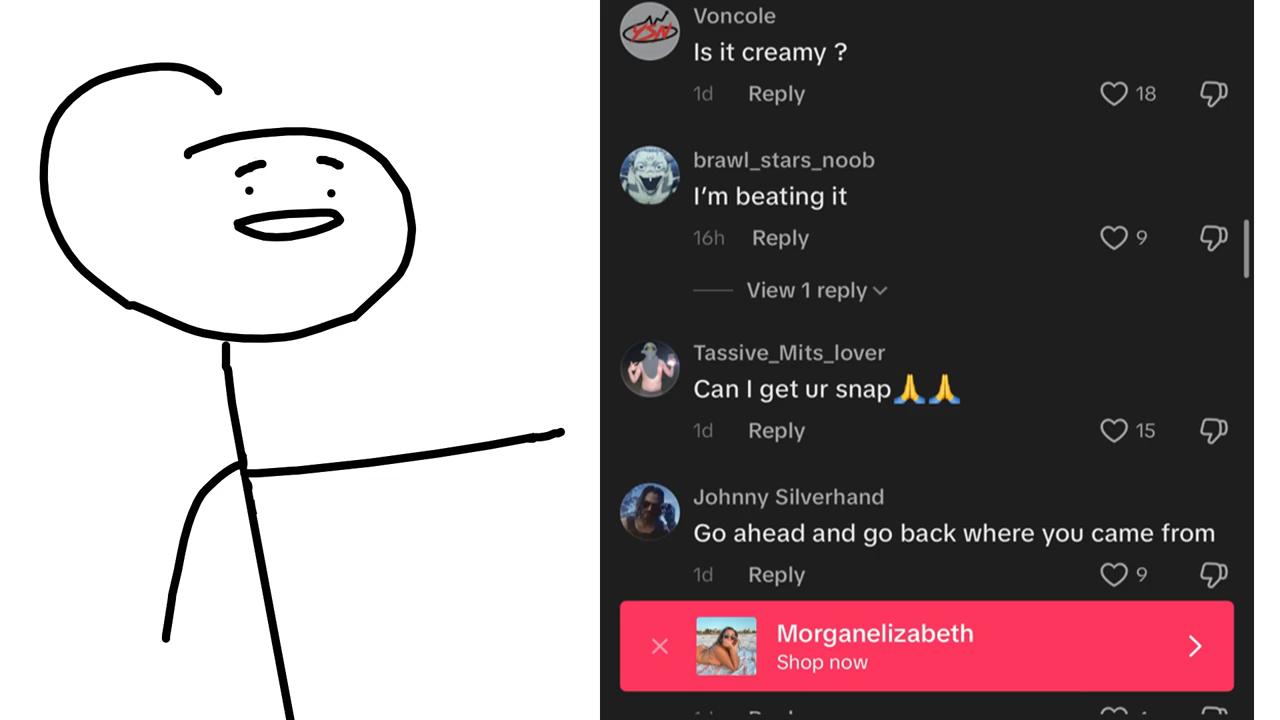 YSN
Voncole
Is it creamy ?
1d Reply 18
brawl_stars_noob
I'm beating it
16h Reply 9
View 1 reply
Tassive_Mits_lover
Can I get ur snap🙏🙏
1d Reply 15
Johnny Silverhand
Go ahead and go back where you came from
1d Reply 9
Morganelizabeth
Shop now